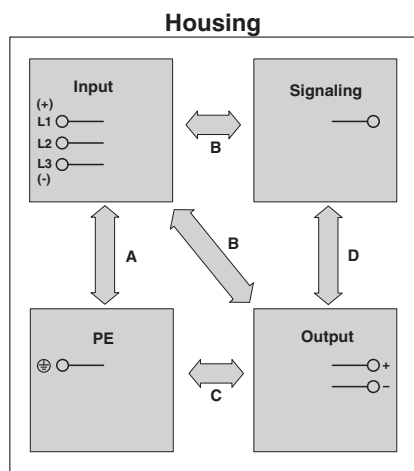 Housing
Input
(+)
L1
L2
L3
(-)
Signaling
B
A
B
D
PE
Output
+
−
C